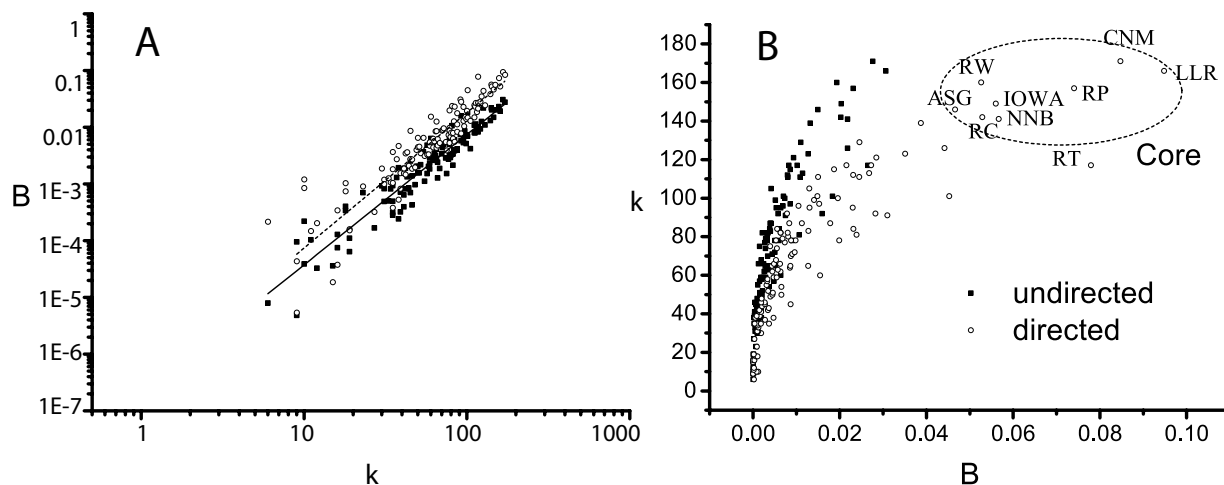 A
1
0.1
0.01
1E-3
B
1E-4
1E-5
1E-6
1E-7
1 10 100 1000
k
B
180
160
140
120
k
100
80
60
40
20
0
CNM
RW
LLR
ASG IOWA RP
RC NNB
RT
Core
undirected
directed
0.00 0.02 0.04 0.06 0.08 0.10
B